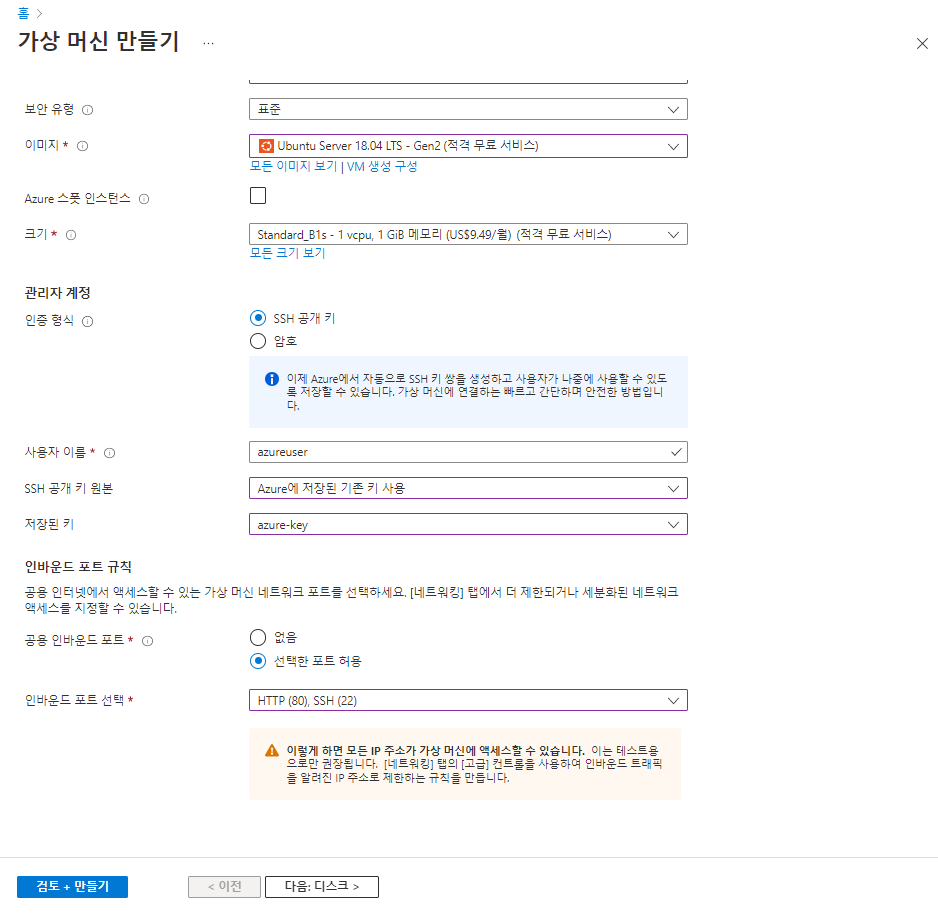 홈 >
가상 머신 만들기 ...
보안 유형
표준
이미지 *
Ubuntu Server 18.04 LTS - Gen2 (적격 무료 서비스)
모든 이미지 보기 | VM 생성 구성
Azure 스폿 인스턴스
크기 *
Standard_B1s - 1 vcpu, 1 GiB 메모리 (US$9.49/월) (적격 무료 서비스)
모든 크기 보기
관리자 계정
인증 형식
SSH 공개 키
암호
이제 Azure에서 자동으로 SSH 키 쌍을 생성하고 사용자가 나중에 사용할 수 있도
록 저장할 수 있습니다. 가상 머신에 연결하는 빠르고 간단하며 안전한 방법입니
다.
사용자 이름 *
azureuser
SSH 공개 키 원본
Azure에 저장된 기존 키 사용
저장된 키
azure-key
인바운드 포트 규칙
공용 인터넷에서 액세스할 수 있는 가상 머신 네트워크 포트를 선택하세요. [네트워킹] 탭에서 더 제한되거나 세분화된 네트워크
액세스를 지정할 수 있습니다.
공용 인바운드 포트 *
없음
선택한 포트 허용
인바운드 포트 선택 *
HTTP (80), SSH (22)
이렇게 하면 모든 IP 주소가 가상 머신에 액세스할 수 있습니다. 이는 테스트용
으로만 권장됩니다. [네트워킹] 탭의 [고급] 컨트롤을 사용하여 인바운드 트래픽
을 알려진 IP 주소로 제한하는 규칙을 만듭니다.
검토 + 만들기
< 이전
다음: 디스크 >